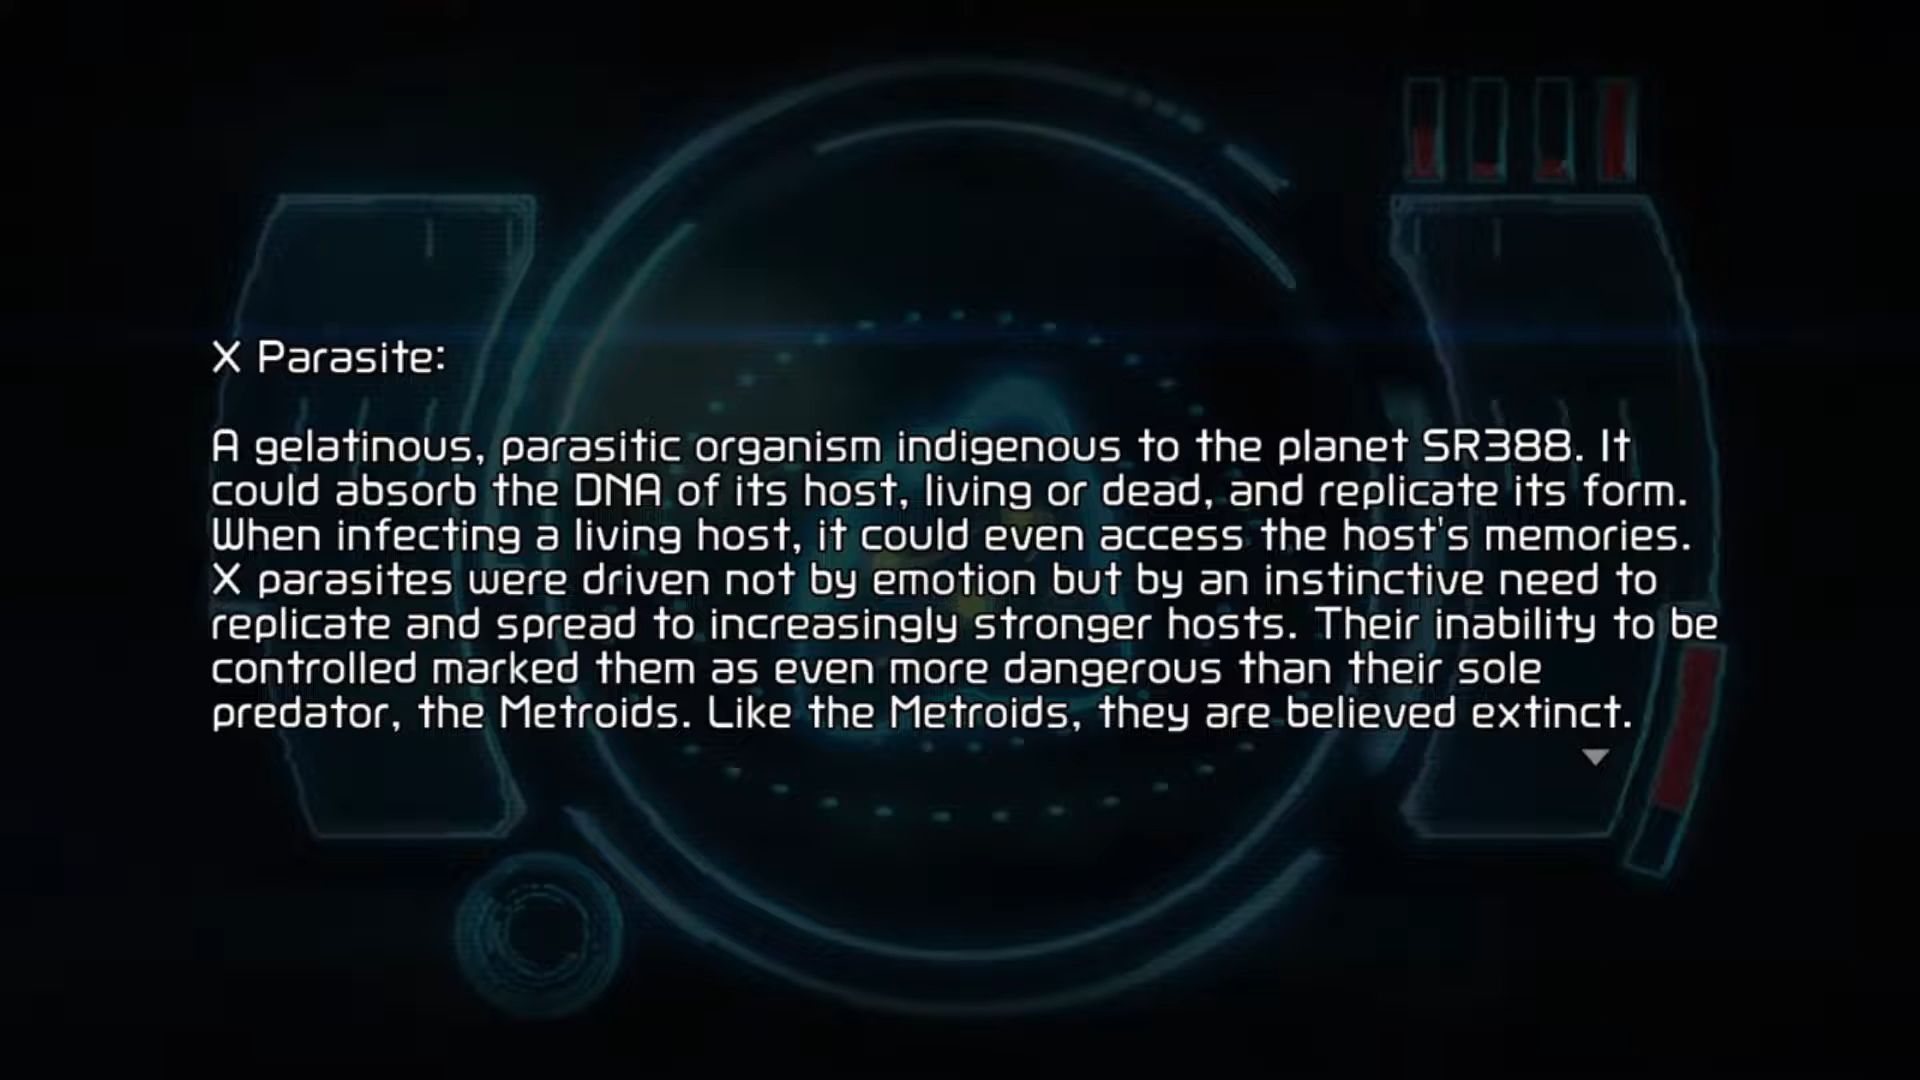 X Parasite:
A gelatinous, parasitic organism indigenous to the planet SR388. It
could absorb the DNA of its host, living or dead, and replicate its form.
When infecting a living host, it could even access the host's memories.
X parasites were driven not by emotion but by an instinctive need to
replicate and spread to increasingly stronger hosts. Their inability to be
controlled marked them as even more dangerous than their sole
predator, the Metroids. Like the Metroids, they are believed extinct.